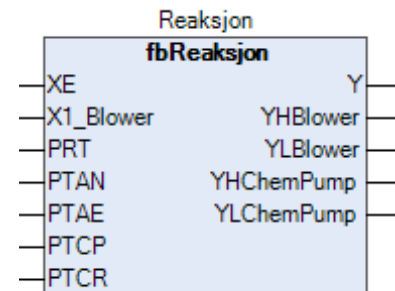 Reaksjon
fbReaksjon
XE Y
X1_Blower YHBlower
PRT YLBlower
PTAN YHChemPump
PTAE YLChemPump
PTCP
PTCR